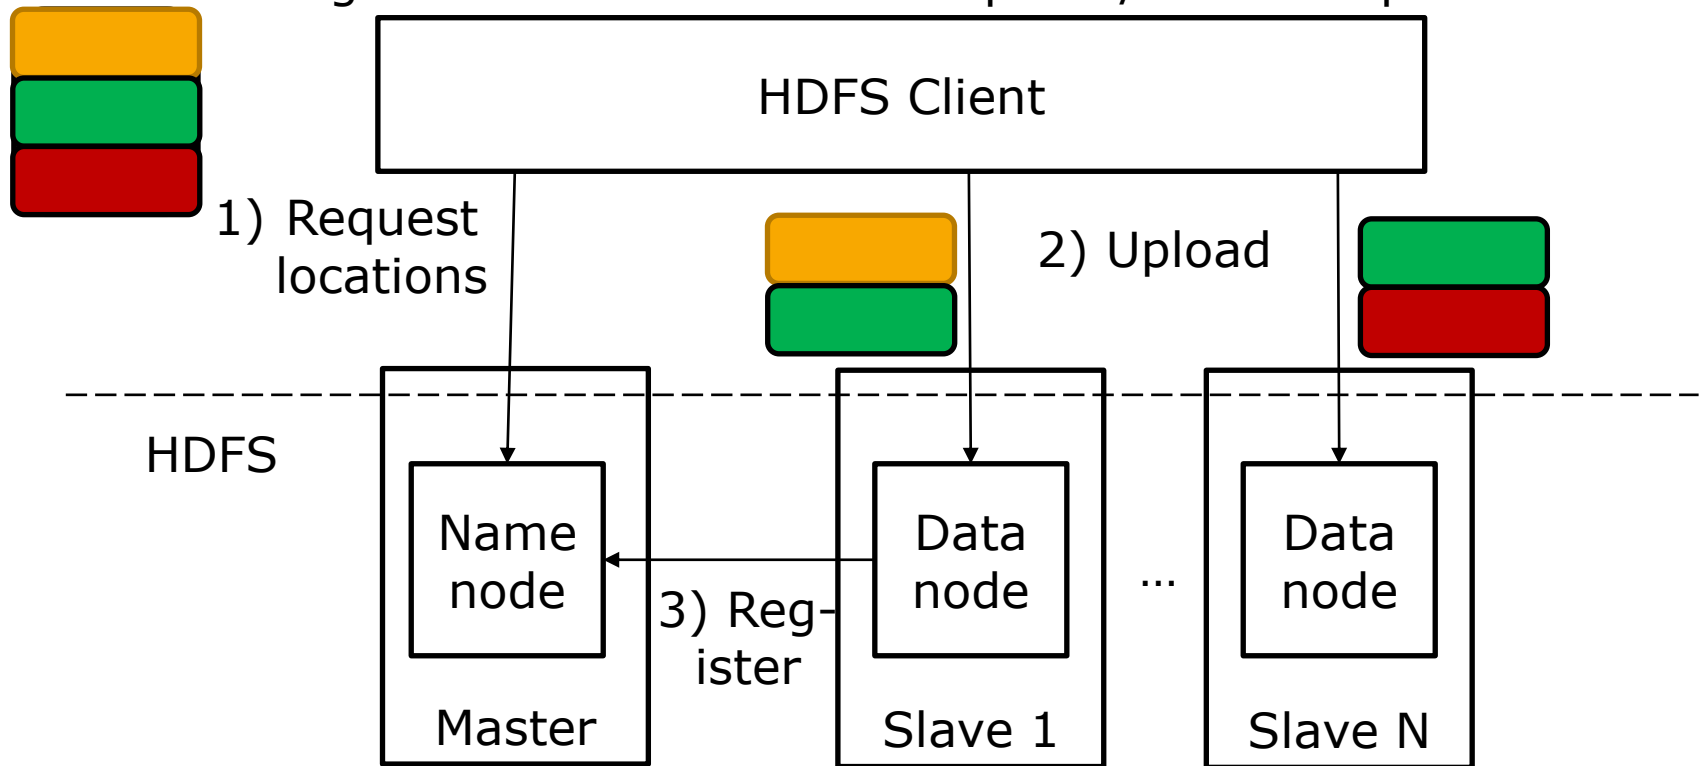 HDFS Client
1) Request
locations
2) Upload
HDFS
Name
node
Data
node
...
Data
node
3) Reg-
ister
Master
Slave 1
Slave N